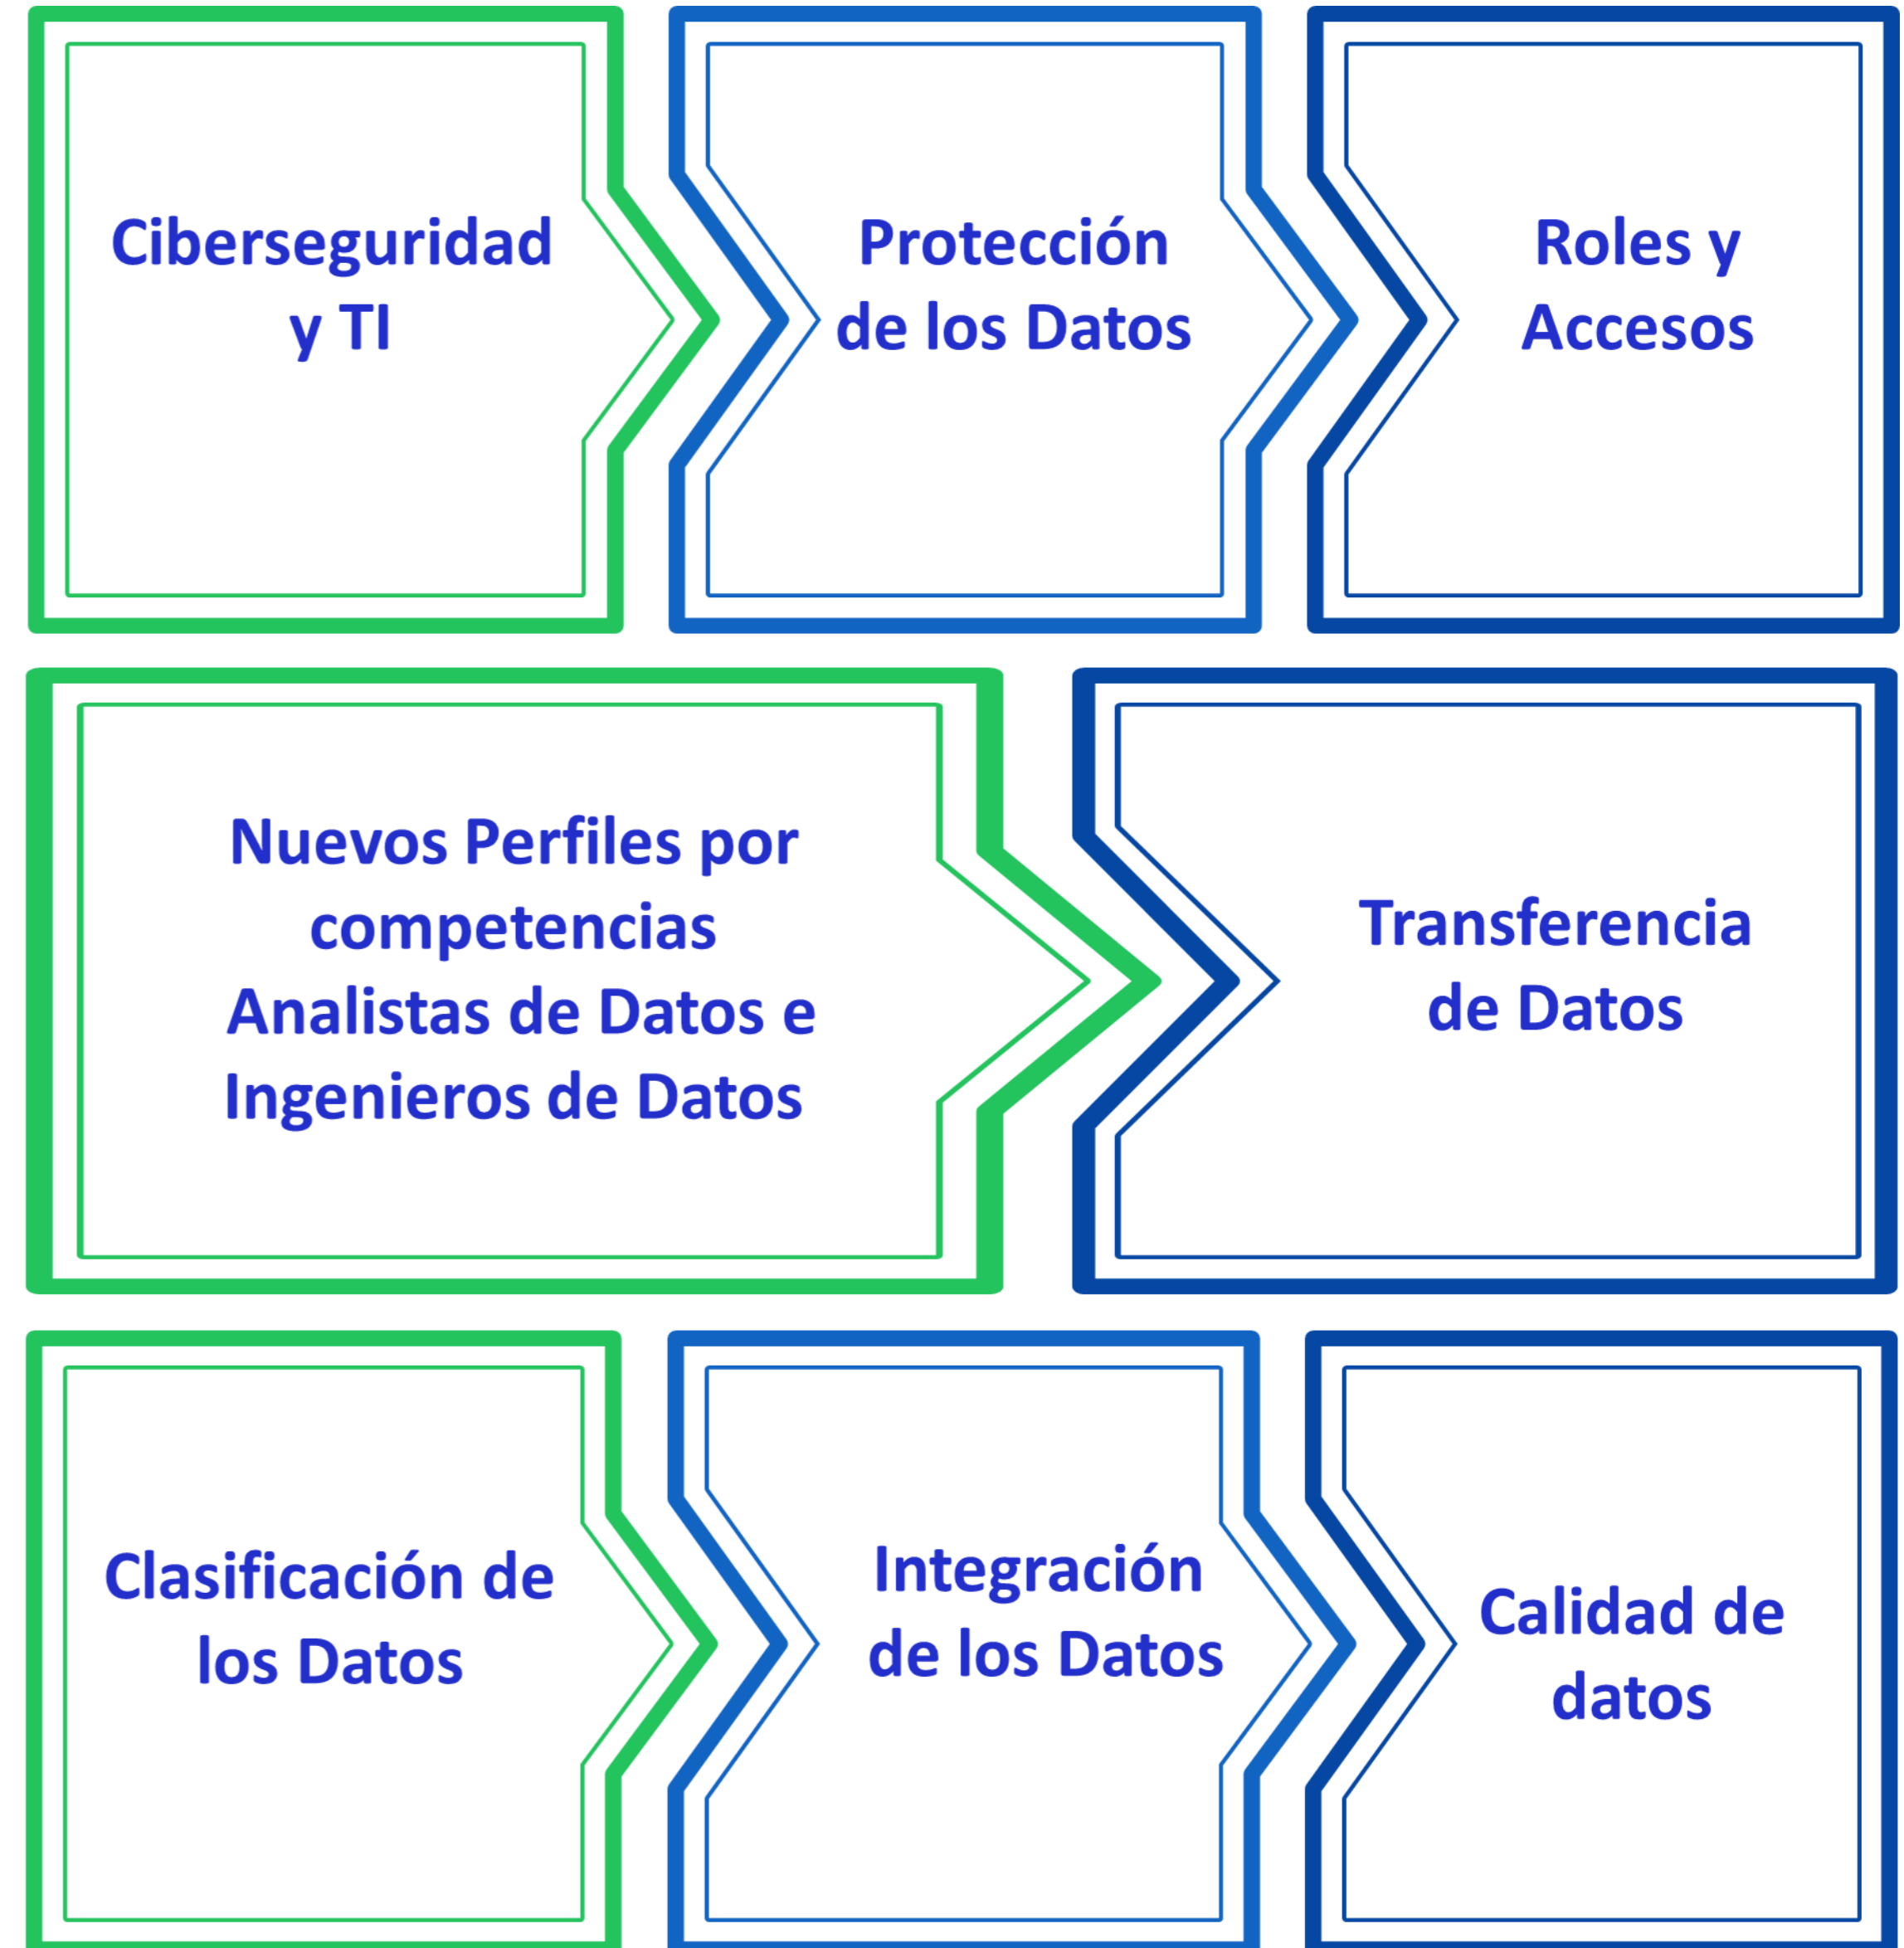 Ciberseguridad
y TI
Protección
de los Datos
Roles y
Accesos
Nuevos Perfiles por
competencias
Analistas de Datos e
Ingenieros de Datos
Transferencia
de Datos
Clasificación de
los Datos
Integración
de los Datos
Calidad de
datos